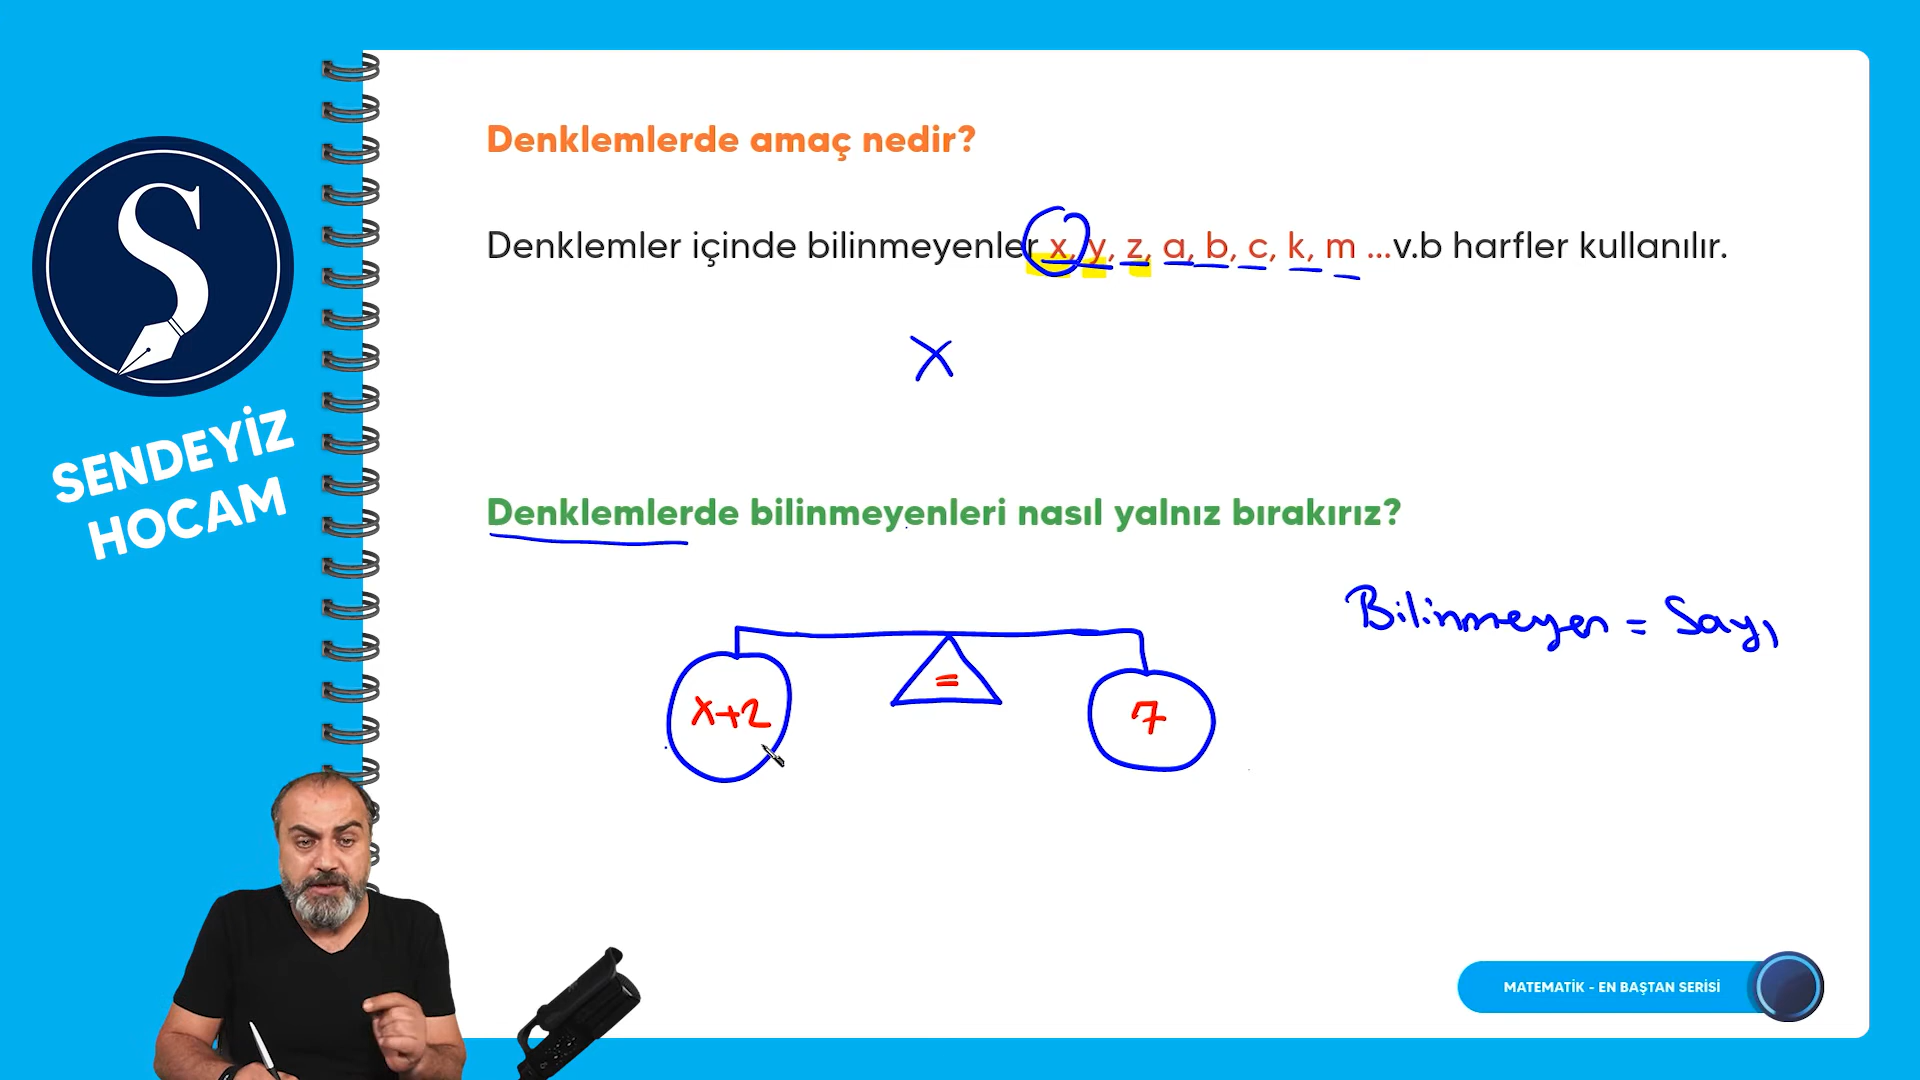 Denklemlerde amaç nedir?
Denklemler içinde bilinmeyenler x, y, z, a, b, c, k, m ...v.b harfler kullanılır.
x
SENDEYİZ
HOCAM
Denklemlerde bilinmeyenleri nasıl yalnız bırakırız?
Bilinmeyen = Sayı
x+2
=
7
MATEMATİK - EN BAŞTAN SERİSİ